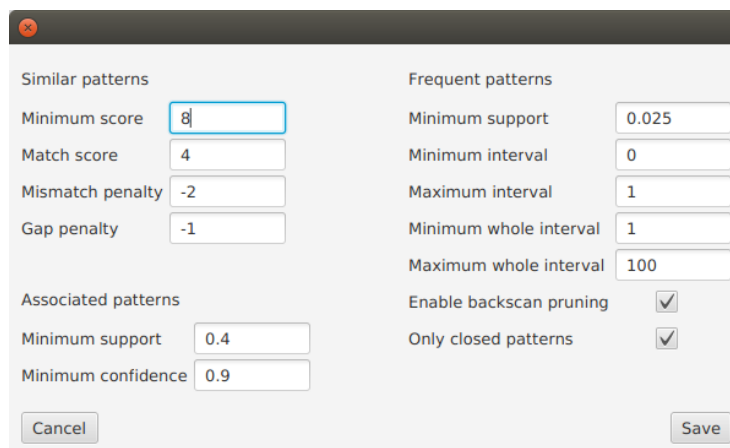 Similar patterns
Minimum score 8
Match score 4
Mismatch penalty -2
Gap penalty -1
Associated patterns
Minimum support 0.4
Minimum confidence 0.9
Cancel
Frequent patterns
Minimum support 0.025
Minimum interval 0
Maximum interval 1
Minimum whole interval 1
Maximum whole interval 100
Enable backscan pruning
Only closed patterns
Save